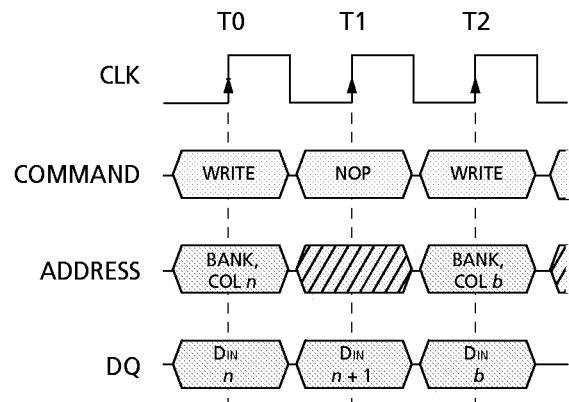 T0 T1 T2
CLK
COMMAND WRITE NOP WRITE
ADDRESS BANK, COL n BANK, COL b
DQ DIN n DIN n + 1 DIN b